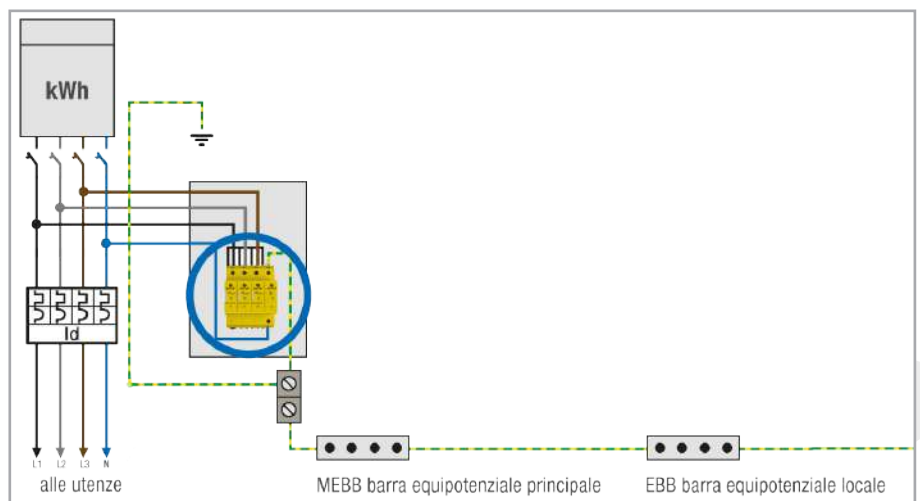 kWh
Id
L1 L2 L3 N
alle utenze
MEBB barra equipotenziale principale
EBB barra equipotenziale locale